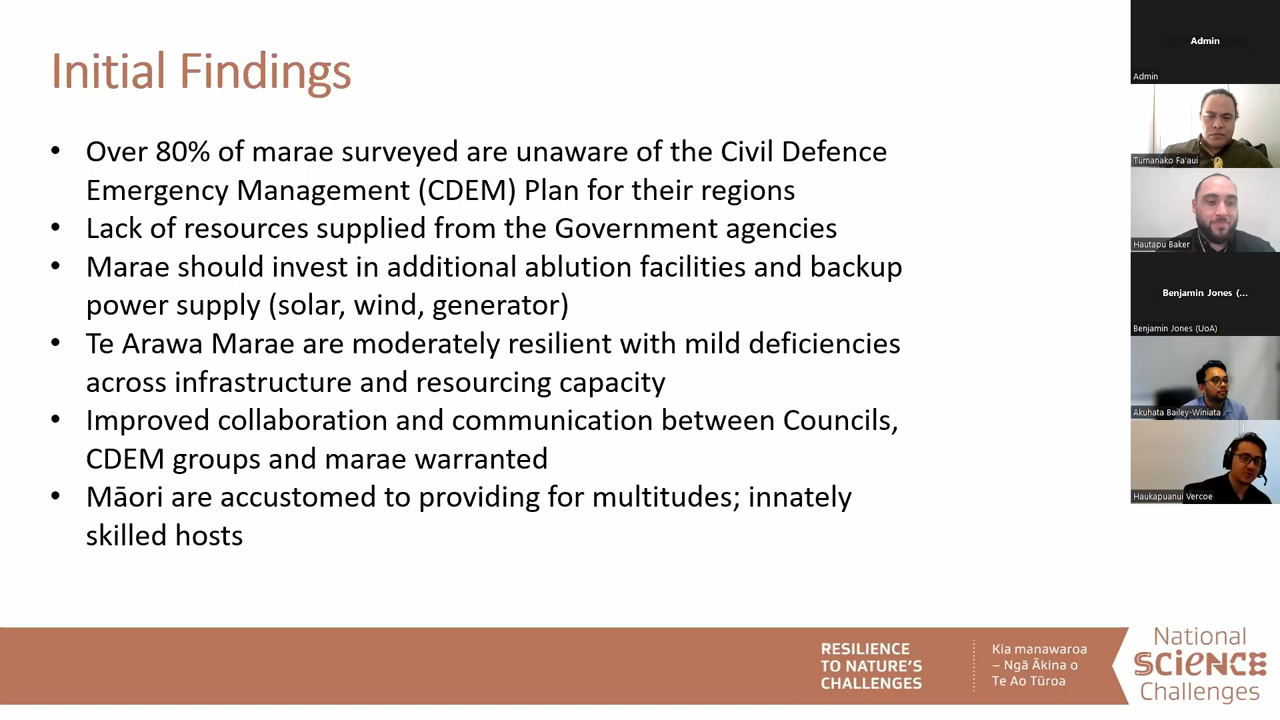 Initial Findings
• Over 80% of marae surveyed are unaware of the Civil Defence
Emergency Management (CDEM) Plan for their regions
• Lack of resources supplied from the Government agencies
• Marae should invest in additional ablution facilities and backup
power supply (solar, wind, generator)
• Te Arawa Marae are moderately resilient with mild deficiencies
across infrastructure and resourcing capacity
• Improved collaboration and communication between Councils,
CDEM groups and marae warranted
• Māori are accustomed to providing for multitudes; innately
skilled hosts
Admin
Admin
Tumanako Fa'aui
Hautapu Baker
Benjamin Jones (...
Benjamin Jones (UoA)
Akuhata Bailey-Winiata
Haukapuanui Vercoe
RESILIENCE
TO NATURE'S
CHALLENGES
Kia manawaroa
– Ngā Ākina o
Te Ao Tūroa
National
SCIENCE
Challenges